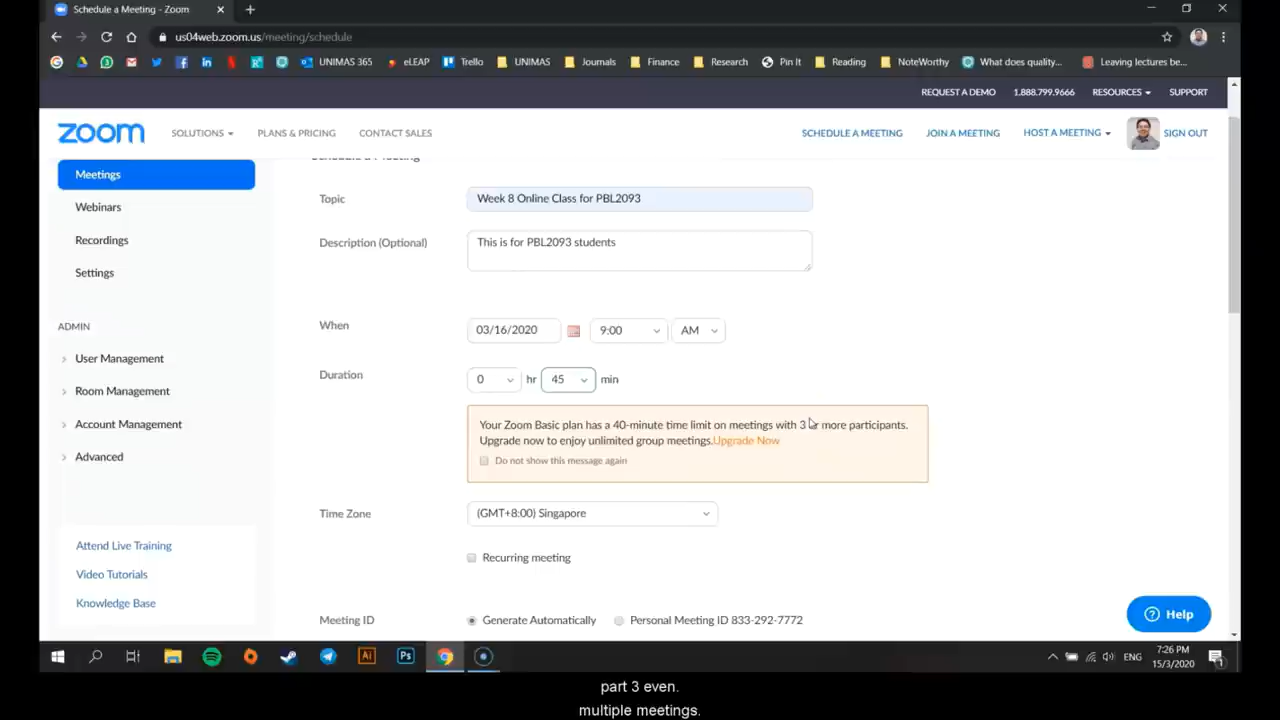 Schedule a Meeting - Zoom
us04web.zoom.us/meeting/schedule
UNIMAS 365
eLEAP
Trello
UNIMAS
Journals
Finance
Research
Pin It
Reading
NoteWorthy
What does quality...
Leaving lectures be...
REQUEST A DEMO
1.888.799.9666
RESOURCES
SUPPORT
zoom
SOLUTIONS
PLANS & PRICING
CONTACT SALES
SCHEDULE A MEETING
JOIN A MEETING
HOST A MEETING
SIGN OUT
Meetings
Webinars
Recordings
Settings
ADMIN
User Management
Room Management
Account Management
Advanced
Attend Live Training
Video Tutorials
Knowledge Base
Schedule a Meeting
Topic
Week 8 Online Class for PBL2093
Description (Optional)
This is for PBL2093 students
When
03/16/2020
9:00
AM
Duration
0
hr
45
min
Your Zoom Basic plan has a 40-minute time limit on meetings with 3 or more participants.
Upgrade now to enjoy unlimited group meetings.Upgrade Now
Do not show this message again
Time Zone
(GMT+8:00) Singapore
Recurring meeting
Meeting ID
Generate Automatically
Personal Meeting ID 833-292-7772
Help
Ai
Ps
ENG
7:26 PM
15/3/2020
part 3 even.
multiple meetings.